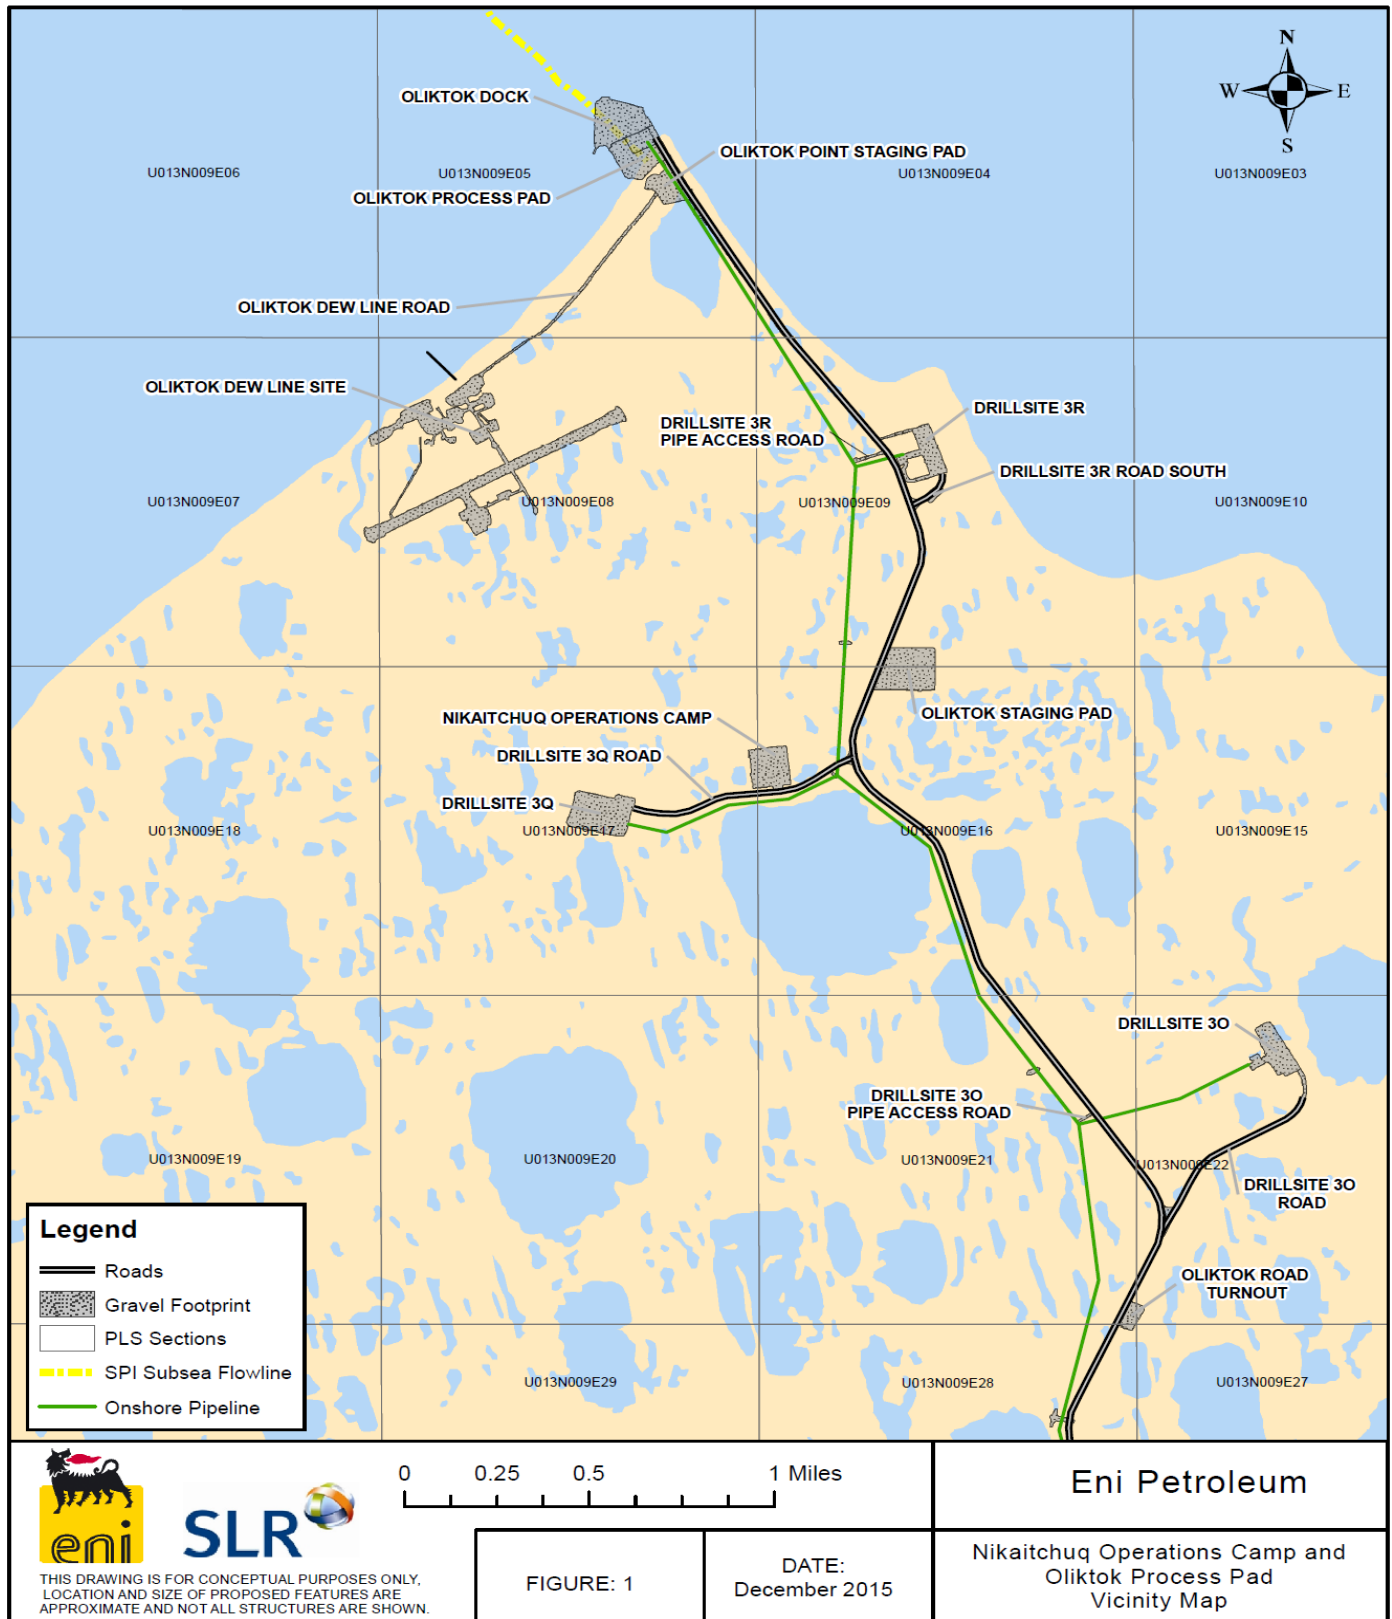 N
W E
S
OLIKTOK DOCK
OLIKTOK POINT STAGING PAD
U013N009E06
U013N009E05
U013N009E04
U013N009E03
OLIKTOK PROCESS PAD
OLIKTOK DEW LINE ROAD
OLIKTOK DEW LINE SITE
DRILLSITE 3R
DRILLSITE 3R
PIPE ACCESS ROAD
DRILLSITE 3R ROAD SOUTH
U013N009E07
U013N009E08
U013N009E09
U013N009E10
NIKAITCHUQ OPERATIONS CAMP
OLIKTOK STAGING PAD
DRILLSITE 3Q ROAD
DRILLSITE 3Q
U013N009E18
U013N009E17
U013N009E16
U013N009E15
DRILLSITE 3O
DRILLSITE 3O
PIPE ACCESS ROAD
U013N009E19
U013N009E20
U013N009E21
U013N009E22
DRILLSITE 3O
ROAD
OLIKTOK ROAD
TURNOUT
U013N009E29
U013N009E28
U013N009E27
Legend
Roads
Gravel Footprint
PLS Sections
SPI Subsea Flowline
Onshore Pipeline
eni
SLR
THIS DRAWING IS FOR CONCEPTUAL PURPOSES ONLY,
LOCATION AND SIZE OF PROPOSED FEATURES ARE
APPROXIMATE AND NOT ALL STRUCTURES ARE SHOWN.
0 0.25 0.5 1 Miles
FIGURE: 1
DATE:
December 2015
Eni Petroleum
Nikaitchuq Operations Camp and
Oliktok Process Pad
Vicinity Map